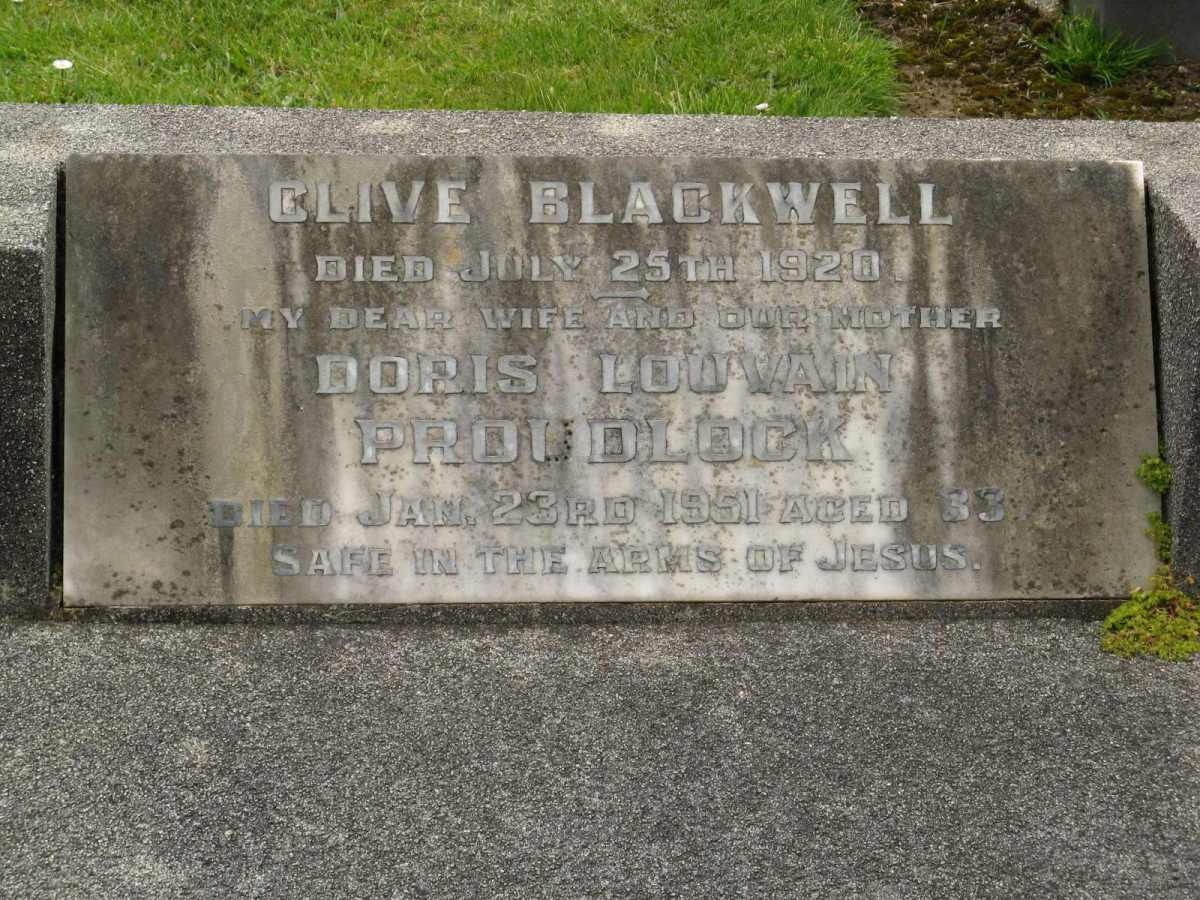 CLIVE BLACKWELL
DIED JULY 25TH 1920
MY DEAR WIFE AND OUR MOTHER
DORIS LOUVAIN
PROUDLOCK
DIED JAN. 23RD 1951 AGED 33
SAFE IN THE ARMS OF JESUS.